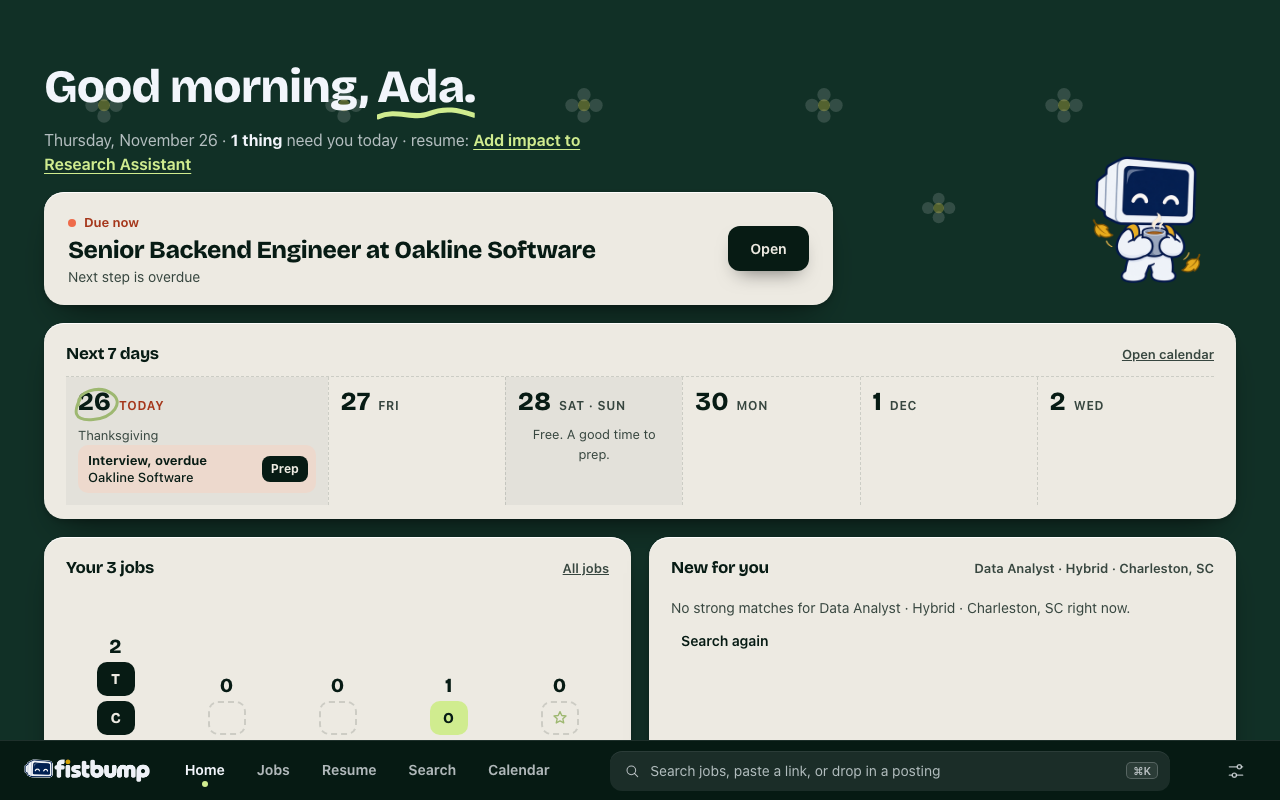 Good morning, Ada.
Thursday, November 26 · 1 thing need you today · resume: Add impact to
Research Assistant
Due now
Senior Backend Engineer at Oakline Software
Next step is overdue
Open
Next 7 days
Open calendar
26 TODAY
Thanksgiving
Interview, overdue
Oakline Software
Prep
27 FRI
28 SAT · SUN
Free. A good time to
prep.
30 MON
1 DEC
2 WED
Your 3 jobs
All jobs
2
T
C
0
0
1
O
0
New for you
Data Analyst · Hybrid · Charleston, SC
No strong matches for Data Analyst · Hybrid · Charleston, SC right now.
Search again
fistbump
Home
Jobs
Resume
Search
Calendar
Search jobs, paste a link, or drop in a posting
⌘K